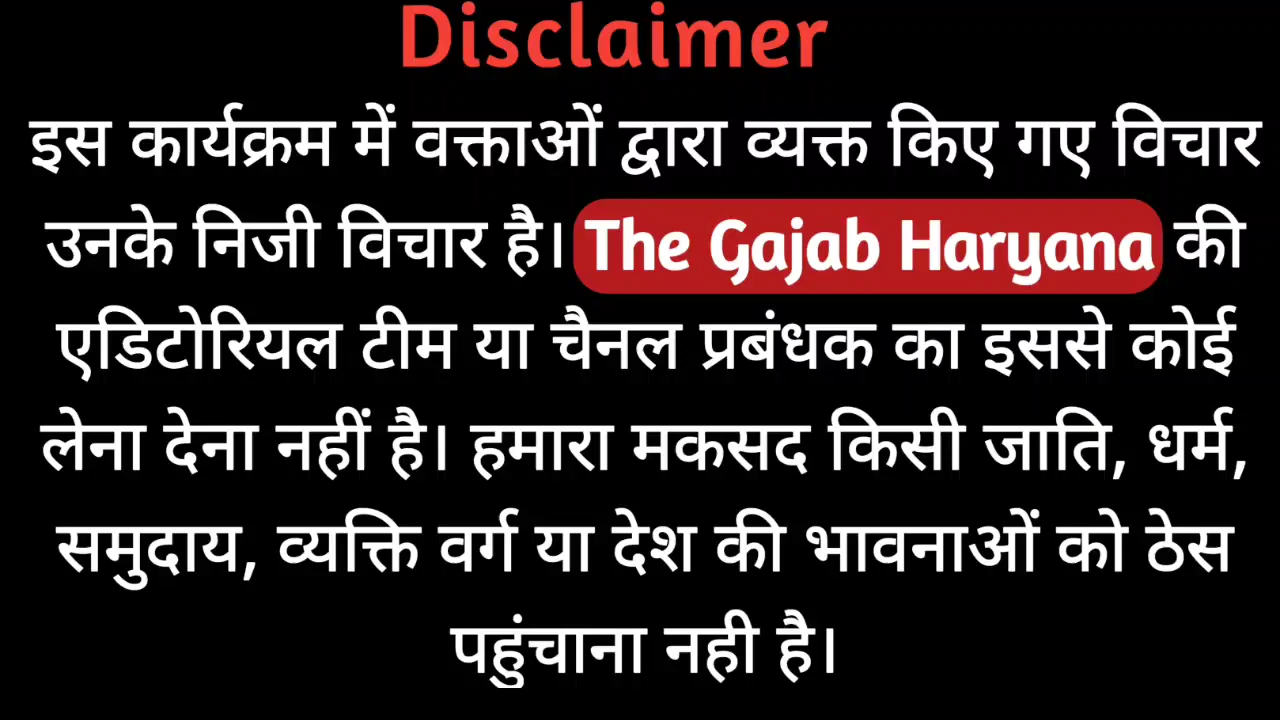 Disclaimer
इस कार्यक्रम में वक्ताओं द्वारा व्यक्त किए गए विचार
उनके निजी विचार है। The Gajab Haryana की
एडिटोरियल टीम या चैनल प्रबंधक का इससे कोई
लेना देना नहीं है। हमारा मकसद किसी जाति, धर्म,
समुदाय, व्यक्ति वर्ग या देश की भावनाओं को ठेस
पहुंचाना नही है।